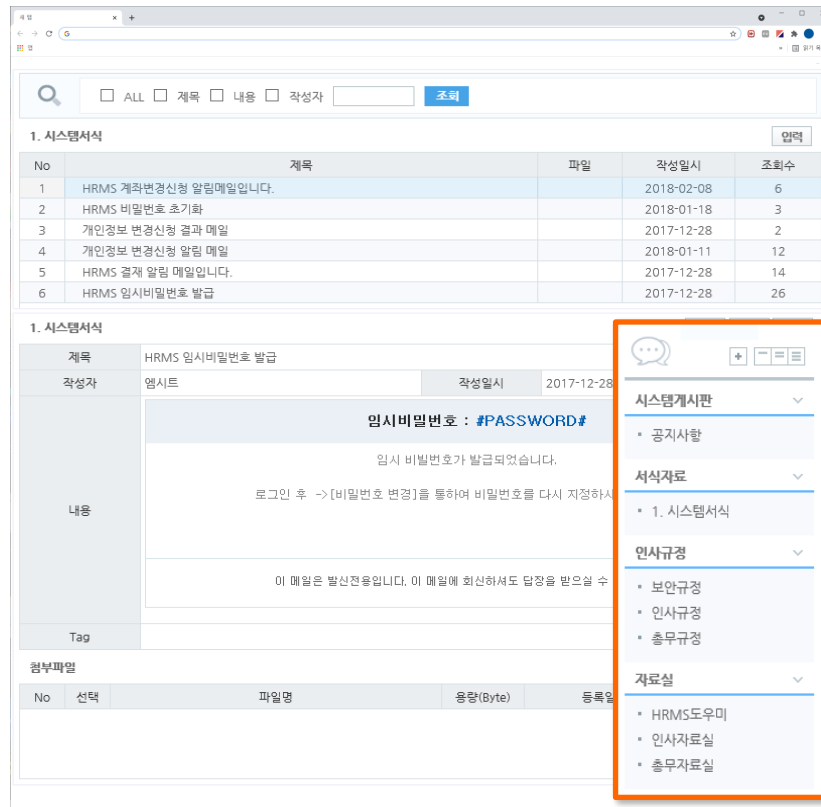 새 탭
앱
읽기 목
ALL 제목 내용 작성자 조회
1. 시스템서식 입력
No 제목 파일 작성일시 조회수
1 HRMS 계좌변경신청 알림메일입니다. 2018-02-08 6
2 HRMS 비밀번호 초기화 2018-01-18 3
3 개인정보 변경신청 결과 메일 2017-12-28 2
4 개인정보 변경신청 알림 메일 2018-01-11 12
5 HRMS 결재 알림 메일입니다. 2017-12-28 14
6 HRMS 임시비밀번호 발급 2017-12-28 26
1. 시스템서식
제목 HRMS 임시비밀번호 발급
작성자 엠시트 작성일시 2017-12-28
내용
임시비밀번호 : #PASSWORD#
임시 비빌번호가 발급되었습니다.
로그인 후 ->[비밀번호 변경]을 통하여 비밀번호를 다시 지정하시
이 메일은 발신전용입니다. 이 메일에 회신하셔도 답장을 받으실 수
Tag
첨부파일
No 선택 파일명 용량(Byte) 등록일
시스템게시판
공지사항
서식자료
1. 시스템서식
인사규정
보안규정
인사규정
총무규정
자료실
HRMS도우미
인사자료실
총무자료실